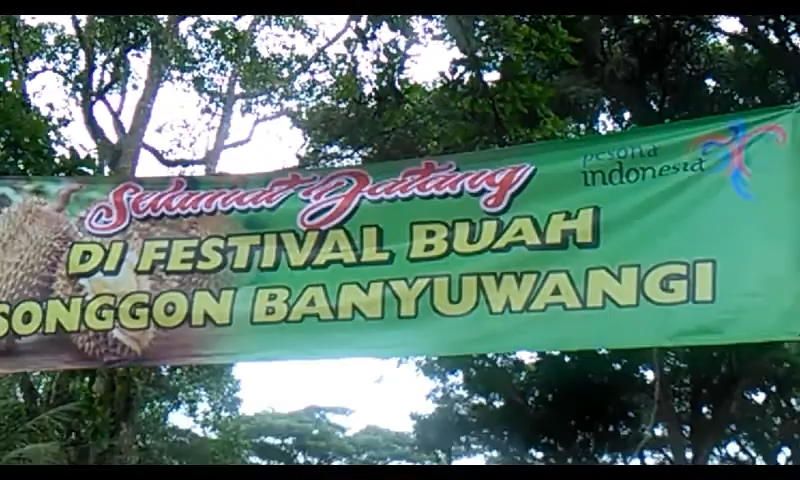 Selamat Datang
pesona
indonesia
DI FESTIVAL BUAH
SONGGON BANYUWANGI